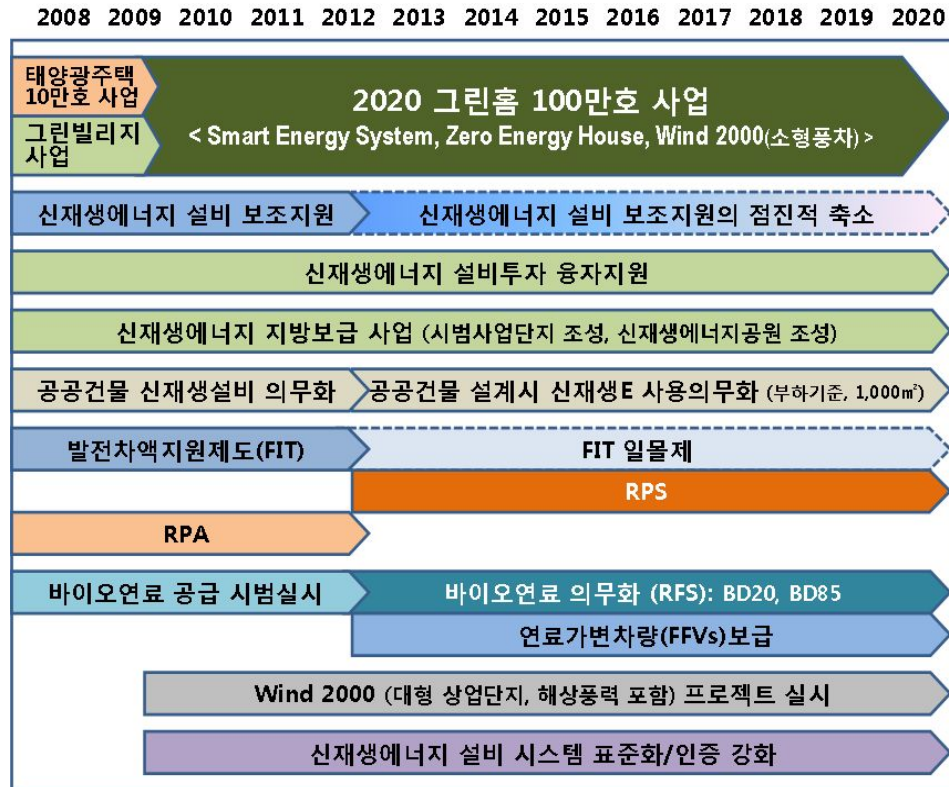 2008 2009 2010 2011 2012 2013 2014 2015 2016 2017 2018 2019 2020
태양광주택
10만호 사업
그린빌리지
사업
2020 그린홈 100만호 사업
< Smart Energy System, Zero Energy House, Wind 2000(소형풍차) >
신재생에너지 설비 보조지원
신재생에너지 설비 보조지원의 점진적 축소
신재생에너지 설비투자 융자지원
신재생에너지 지방보급 사업 (시범사업단지 조성, 신재생에너지공원 조성)
공공건물 신재생설비 의무화
공공건물 설계시 신재생E 사용의무화 (부하기준, 1,000㎡)
발전차액지원제도(FIT)
FIT 일몰제
RPS
RPA
바이오연료 공급 시범실시
바이오연료 의무화 (RFS): BD20, BD85
연료가변차량(FFVs)보급
Wind 2000 (대형 상업단지, 해상풍력 포함) 프로젝트 실시
신재생에너지 설비 시스템 표준화/인증 강화